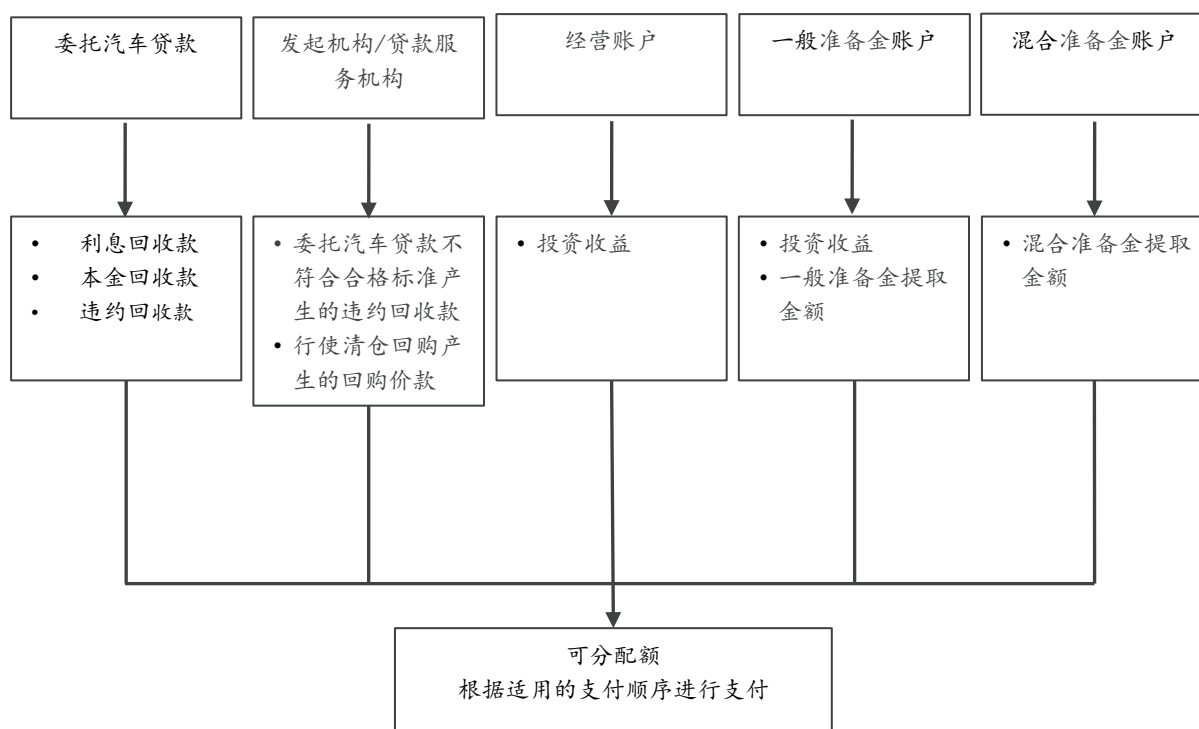 委托汽车贷款
发起机构/贷款服
务机构
经营账户
一般准备金账户
混合准备金账户
• 利息回收款
• 本金回收款
• 违约回收款
• 委托汽车贷款不
符合合格标准产
生的违约回收款
• 行使清仓回购产
生的回购价款
• 投资收益
• 投资收益
• 一般准备金提取
金额
• 混合准备金提取
金额
可分配额
根据适用的支付顺序进行支付